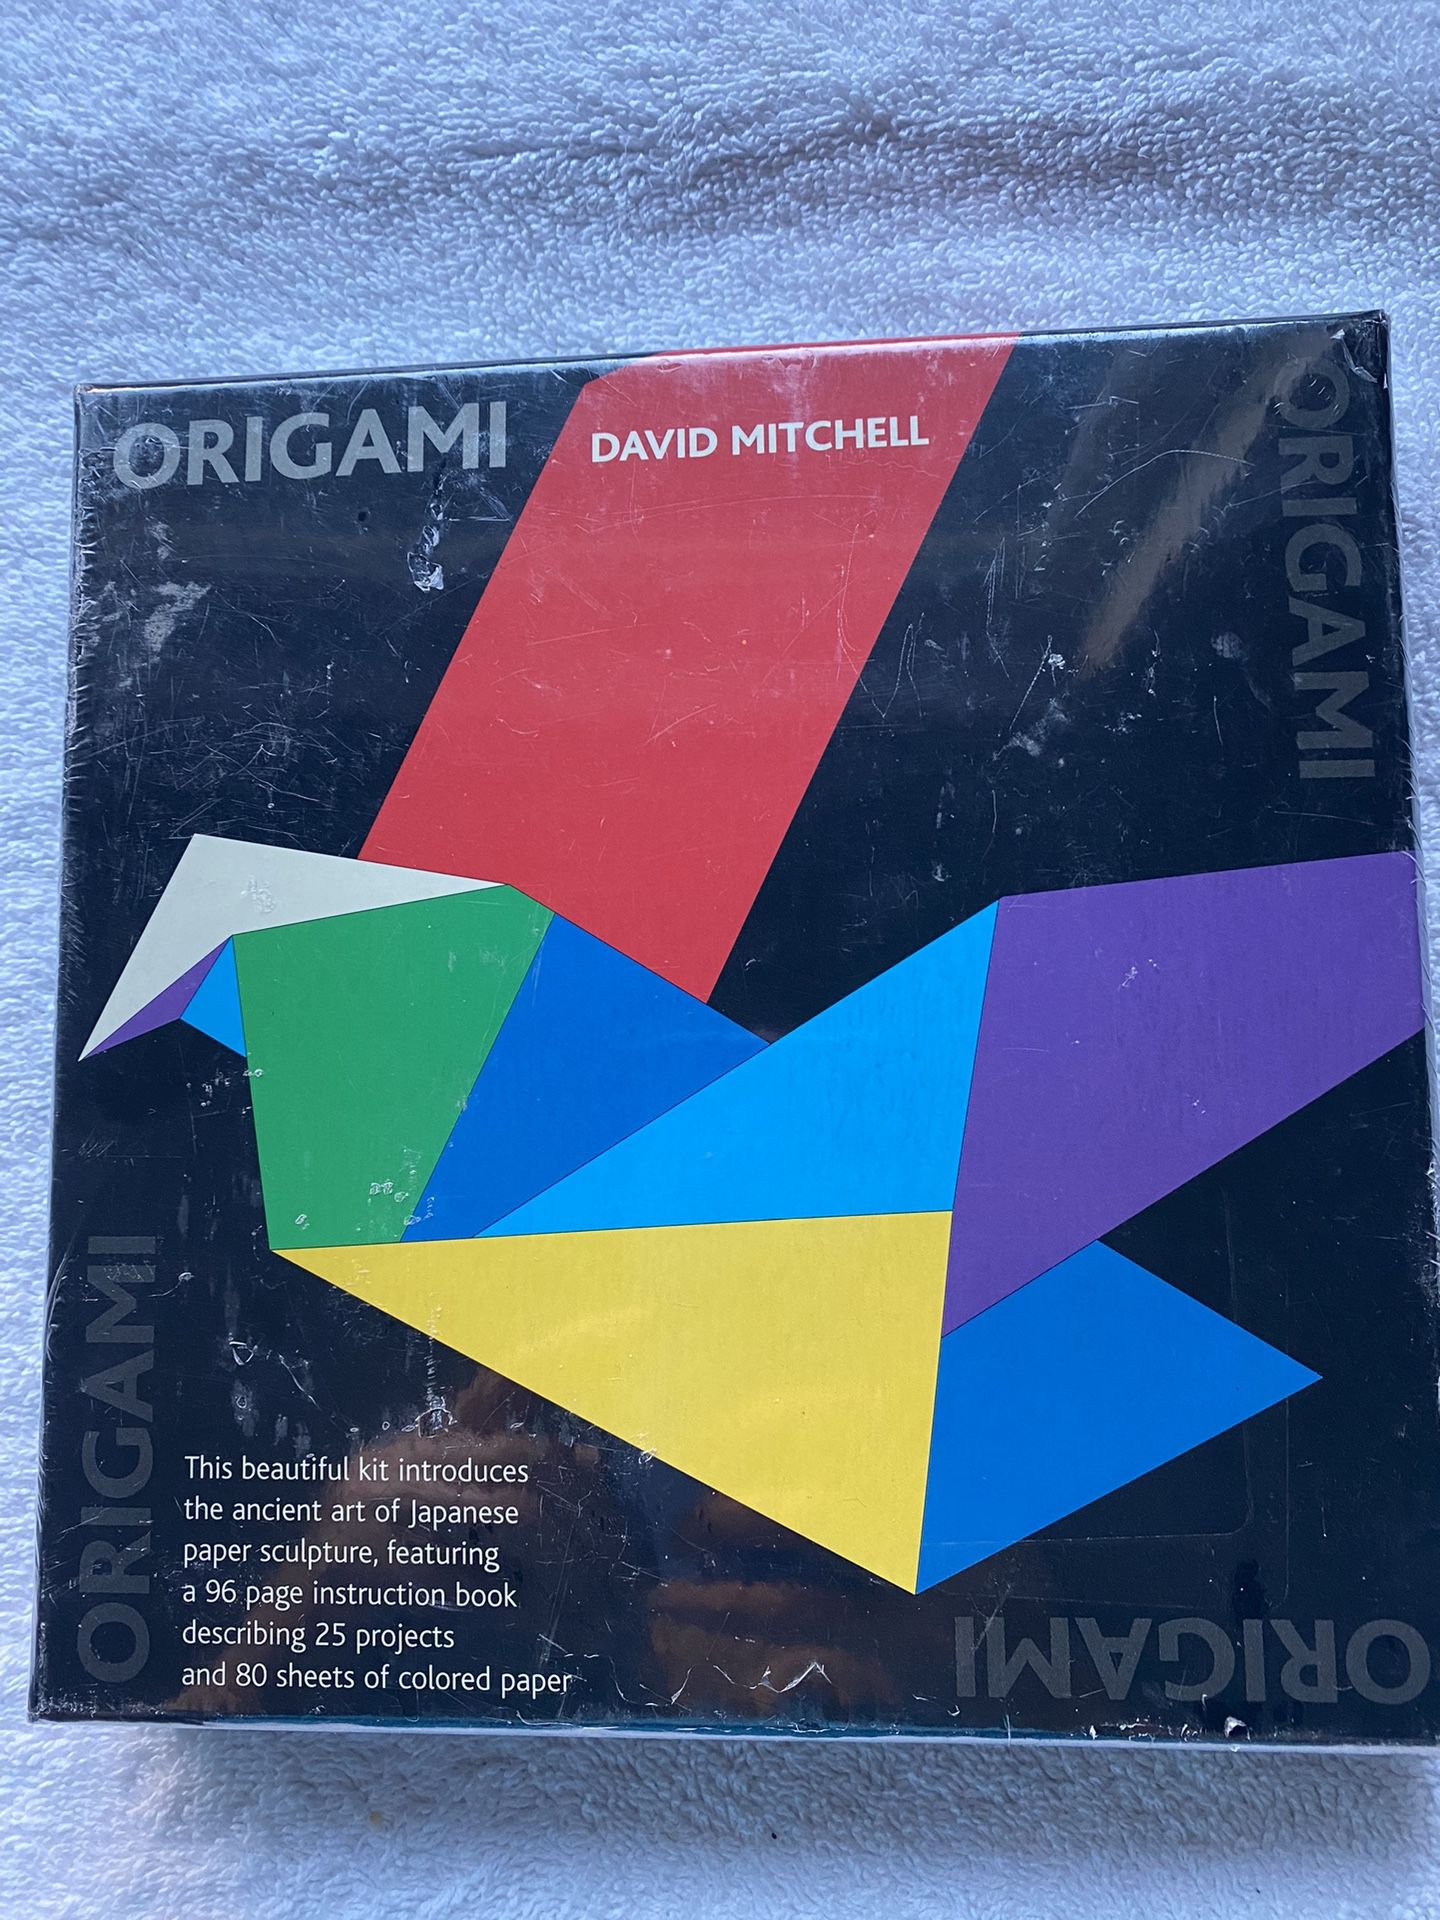 ORIGAMI
DAVID MITCHELL
ORIGAMI
ORIGAMI
This beautiful kit introduces
the ancient art of Japanese
paper sculpture, featuring
a 96 page instruction book
describing 25 projects
and 80 sheets of colored paper
ORIGAMI